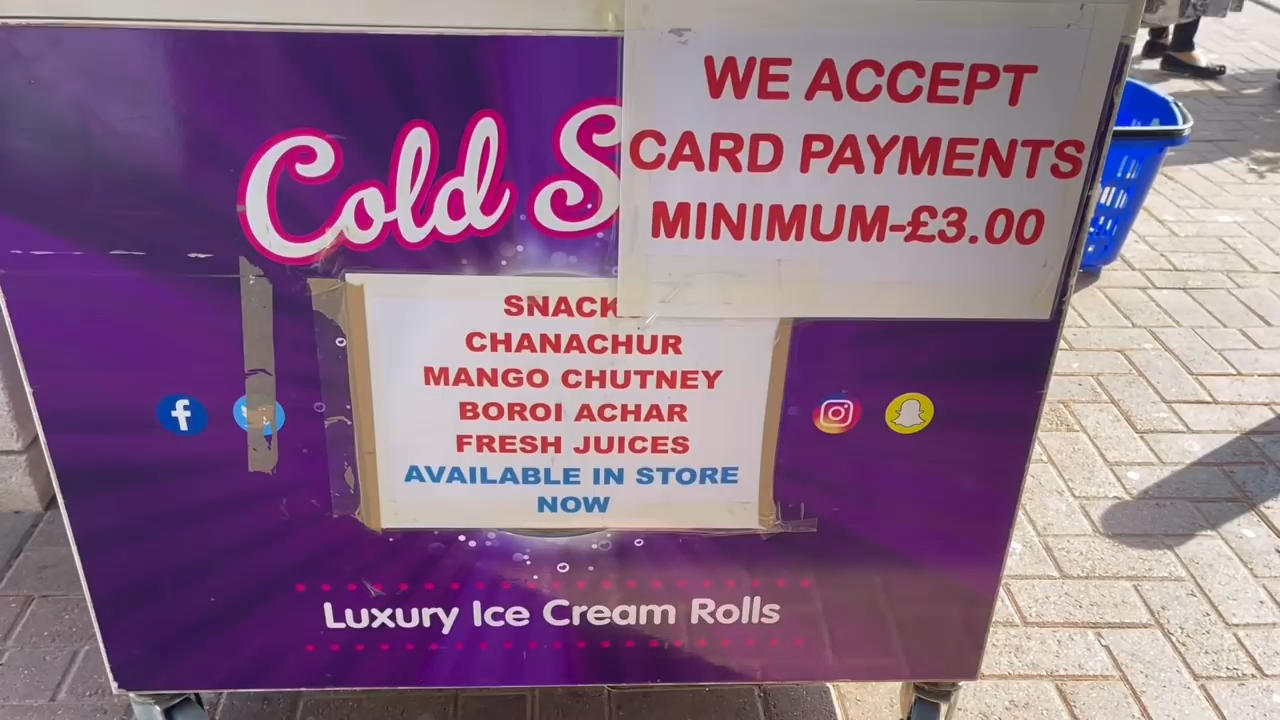 WE ACCEPT
CARD PAYMENTS
MINIMUM-£3.00
Cold
SNACK
CHANACHUR
MANGO CHUTNEY
BOROI ACHAR
FRESH JUICES
AVAILABLE IN STORE
NOW
Luxury Ice Cream Rolls